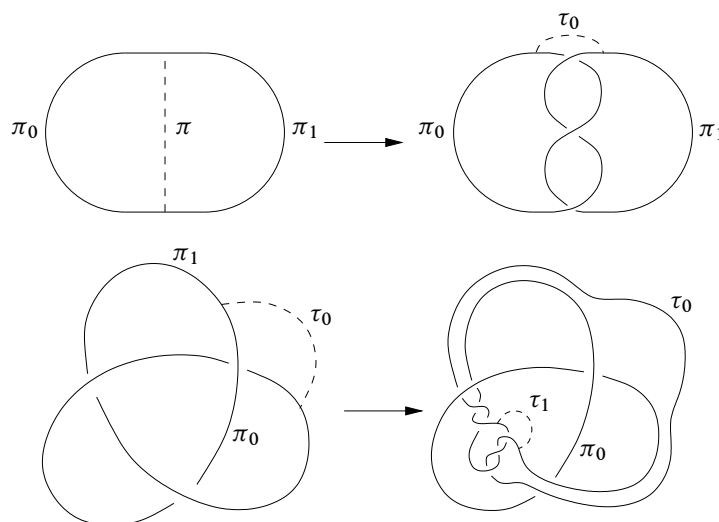 τ₀
π₀ π π₁ π₀ π₁
π₁
τ₀ τ₀
τ₁
π₀ π₀